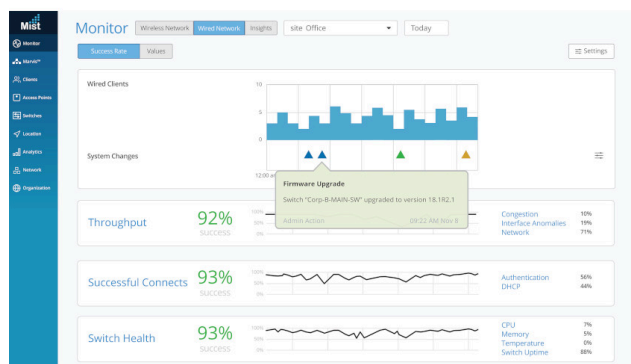 Mist
Monitor
Wireless Network Wired Network Insights
site Office
Today
Success Rate Values
Settings
Monitor
Marvis™
Clients
Access Points
Switches
Location
Analytics
Network
Organization
Wired Clients
10
5
0
System Changes
12:00 am
Firmware Upgrade
Switch "Corp-B-MAIN-SW" upgraded to version 18.1R2.1
Admin Action 09:22 AM Nov 8
Throughput
92%
success
100%
50%
0%
Congestion 10%
Interface Anomalies 19%
Network 71%
Successful Connects
93%
success
100%
50%
0%
Authentication 56%
DHCP 44%
Switch Health
93%
success
100%
50%
0%
CPU 7%
Memory 5%
Temperature 0%
Switch Uptime 88%